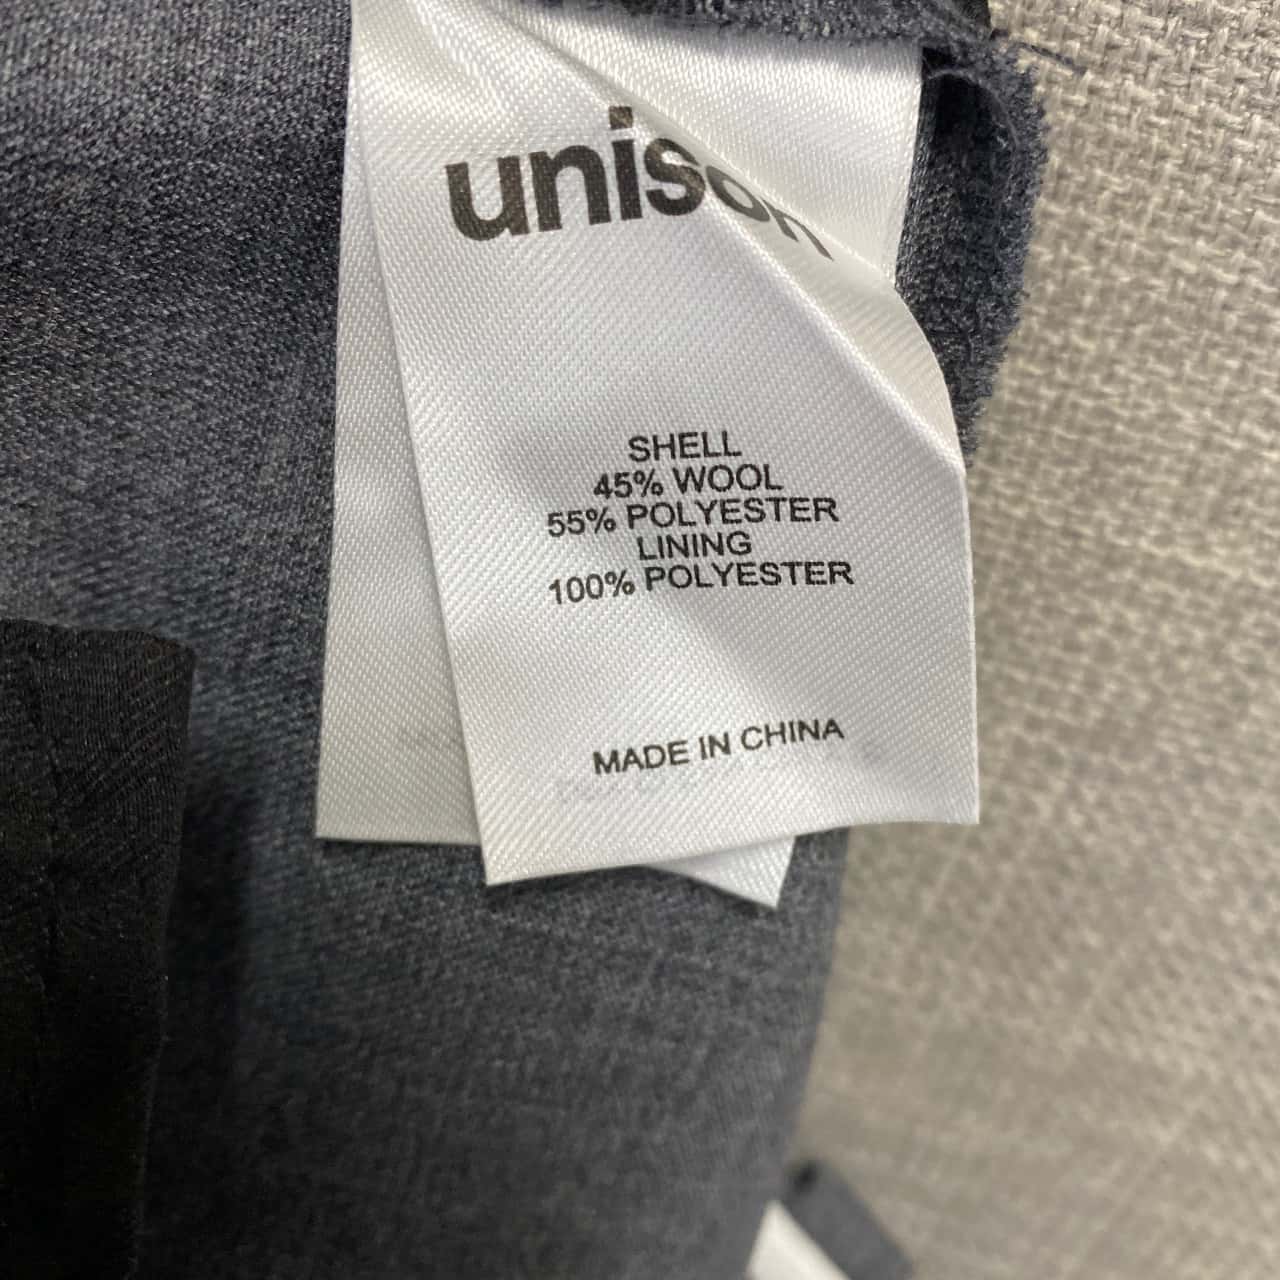 unison
SHELL
45% WOOL
55% POLYESTER
LINING
100% POLYESTER
MADE IN CHINA